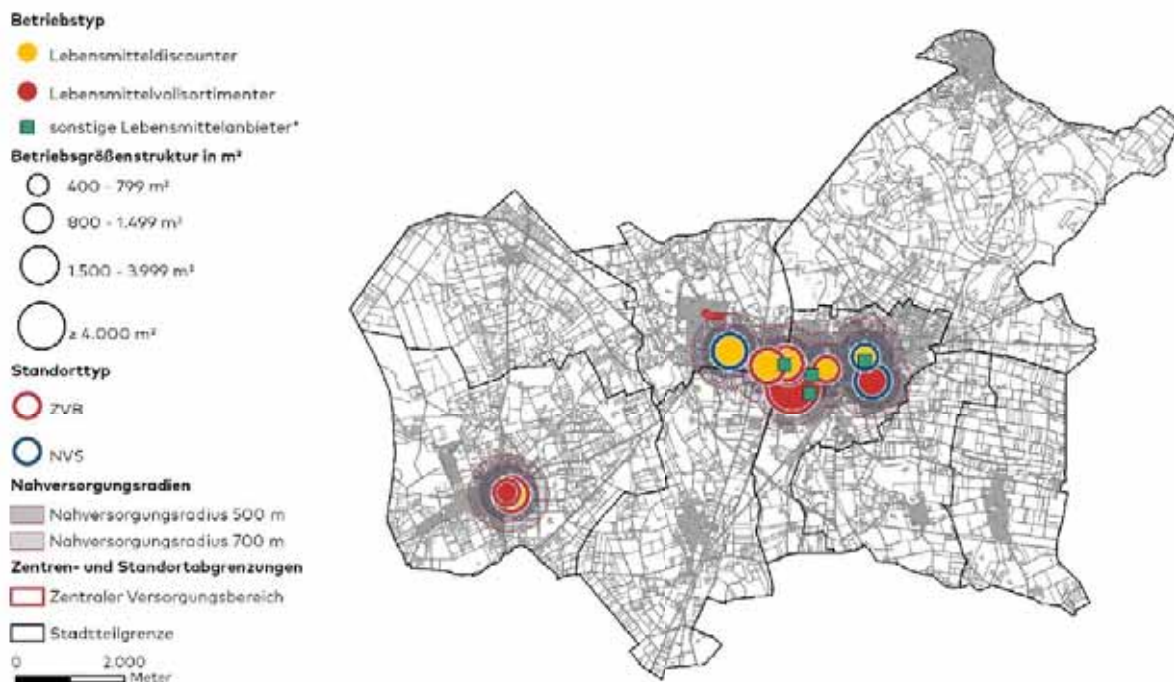 Betriebstyp
Lebensmitteldiscounter
Lebensmittelvollsortimenter
sonstige Lebensmittelanbieter*
Betriebsgrößenstruktur in m²
400 - 799 m²
800 - 1.499 m²
1.500 - 3.999 m²
≥ 4.000 m²
Standorttyp
ZVB
NVS
Nahversorgungsradien
Nahversorgungsradius 500 m
Nahversorgungsradius 700 m
Zentren- und Standortabgrenzungen
Zentraler Versorgungsbereich
Stadtteilgrenze
0 2.000
Meter